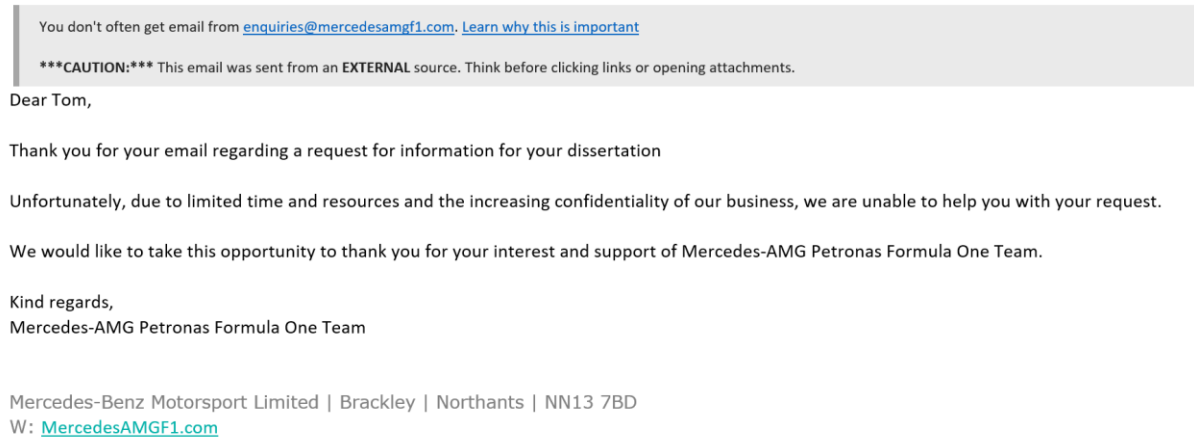 You don't often get email from enquiries@mercedesamgf1.com. Learn why this is important
***CAUTION:*** This email was sent from an EXTERNAL source. Think before clicking links or opening attachments.
Dear Tom,
Thank you for your email regarding a request for information for your dissertation
Unfortunately, due to limited time and resources and the increasing confidentiality of our business, we are unable to help you with your request.
We would like to take this opportunity to thank you for your interest and support of Mercedes-AMG Petronas Formula One Team.
Kind regards,
Mercedes-AMG Petronas Formula One Team
Mercedes-Benz Motorsport Limited | Brackley | Northants | NN13 7BD
W: MercedesAMGF1.com